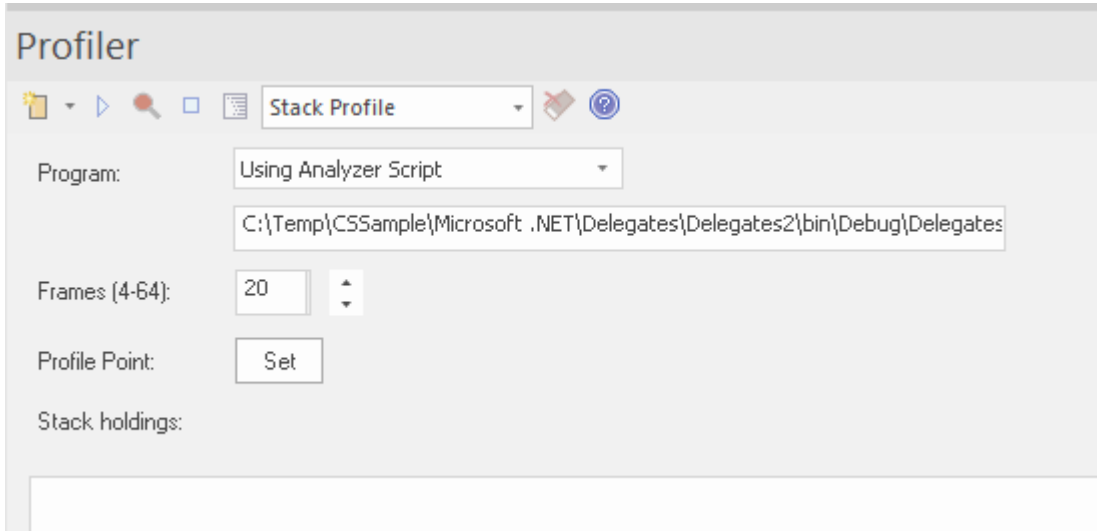 Profiler
Stack Profile
Program: Using Analyzer Script
C:\Temp\CSSample\Microsoft .NET\Delegates\Delegates2\bin\Debug\Delegates
Frames (4-64): 20
Profile Point: Set
Stack holdings: